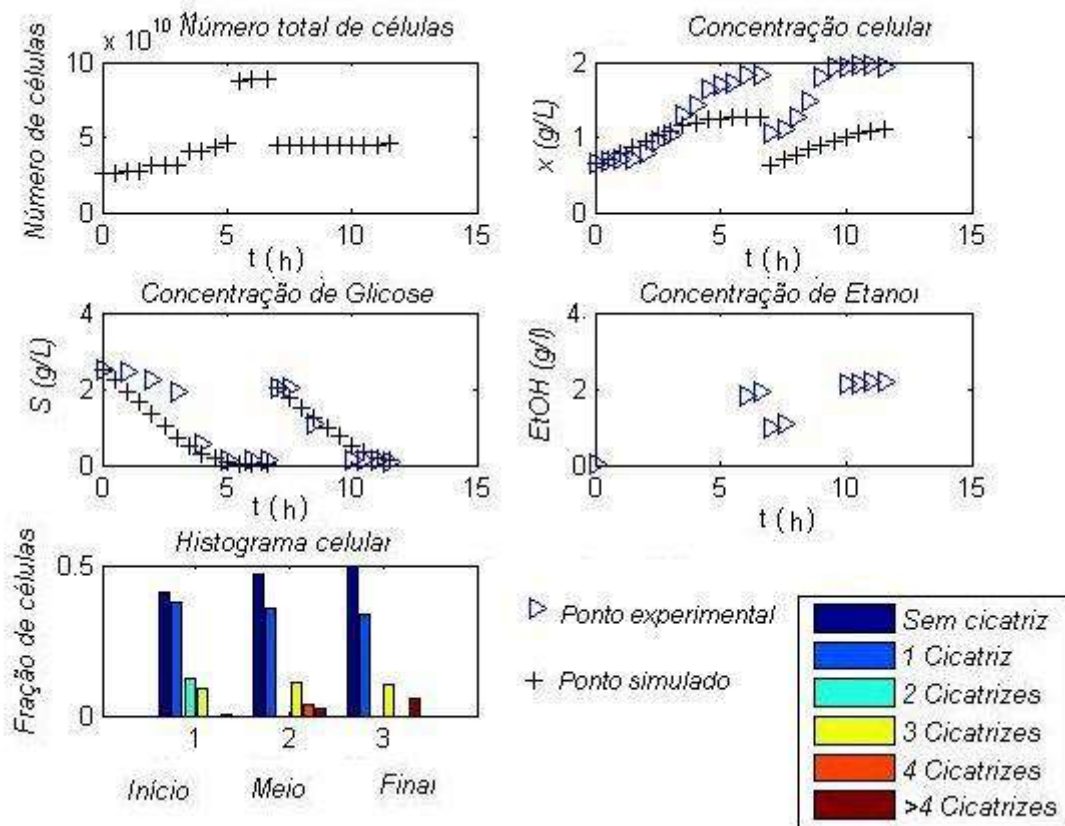 x 10^10 Número total de células
Número de células
10
5
0
0 5 10 15
t (h)
Concentração celular
x (g/L)
2
1
0
0 5 10 15
t (h)
Concentração de Glicose
S (g/L)
4
2
0
0 5 10 15
t (h)
Concentração de Etanol
EtOH (g/l)
4
2
0
0 5 10 15
t (h)
Histograma celular
Fração de células
0.5
0
1 2 3
Início Meio Final
Ponto experimental
Ponto simulado
Sem cicatriz
1 Cicatriz
2 Cicatrizes
3 Cicatrizes
4 Cicatrizes
>4 Cicatrizes